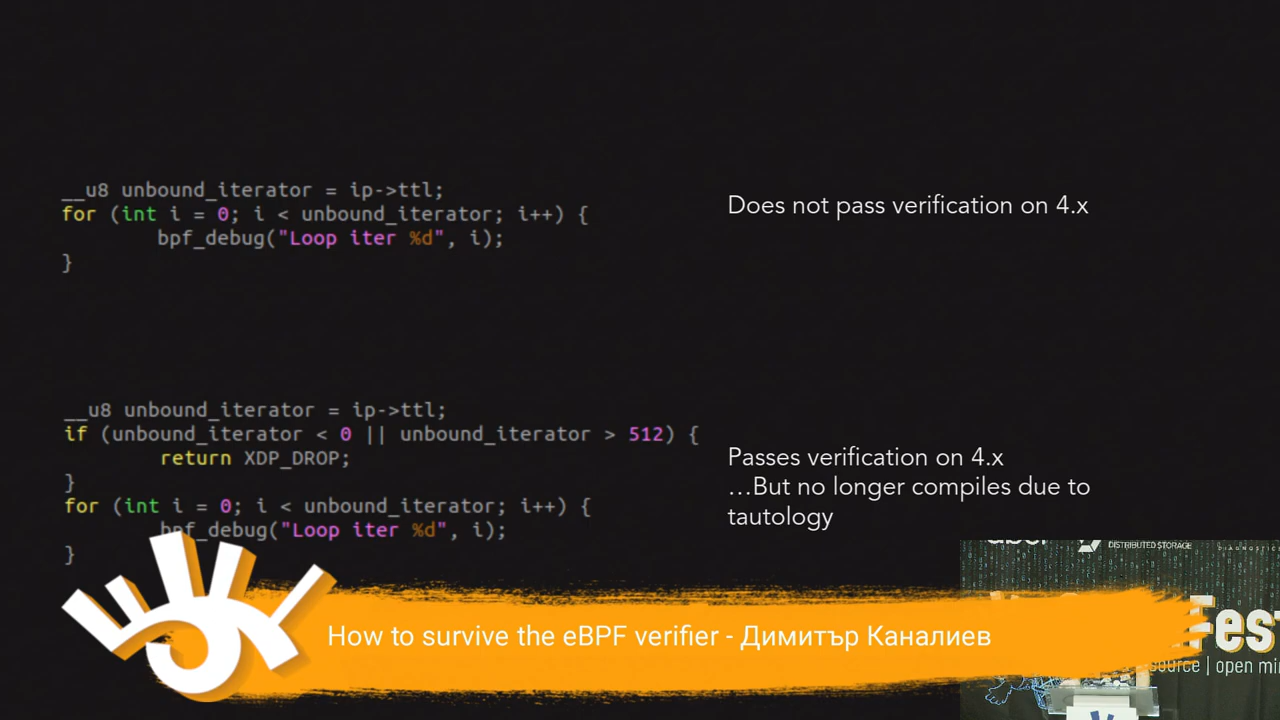 __u8 unbound_iterator = ip->ttl;
for (int i = 0; i < unbound_iterator; i++) {
bpf_debug("Loop iter %d", i);
}
Does not pass verification on 4.x
__u8 unbound_iterator = ip->ttl;
if (unbound_iterator < 0 || unbound_iterator > 512) {
return XDP_DROP;
}
for (int i = 0; i < unbound_iterator; i++) {
bpf_debug("Loop iter %d", i);
}
Passes verification on 4.x
…But no longer compiles due to
tautology
How to survive the eBPF verifier - Димитър Каналиев
DISTRIBUTED STORAGE
DIAGNOSTICS
Fes
source | open min